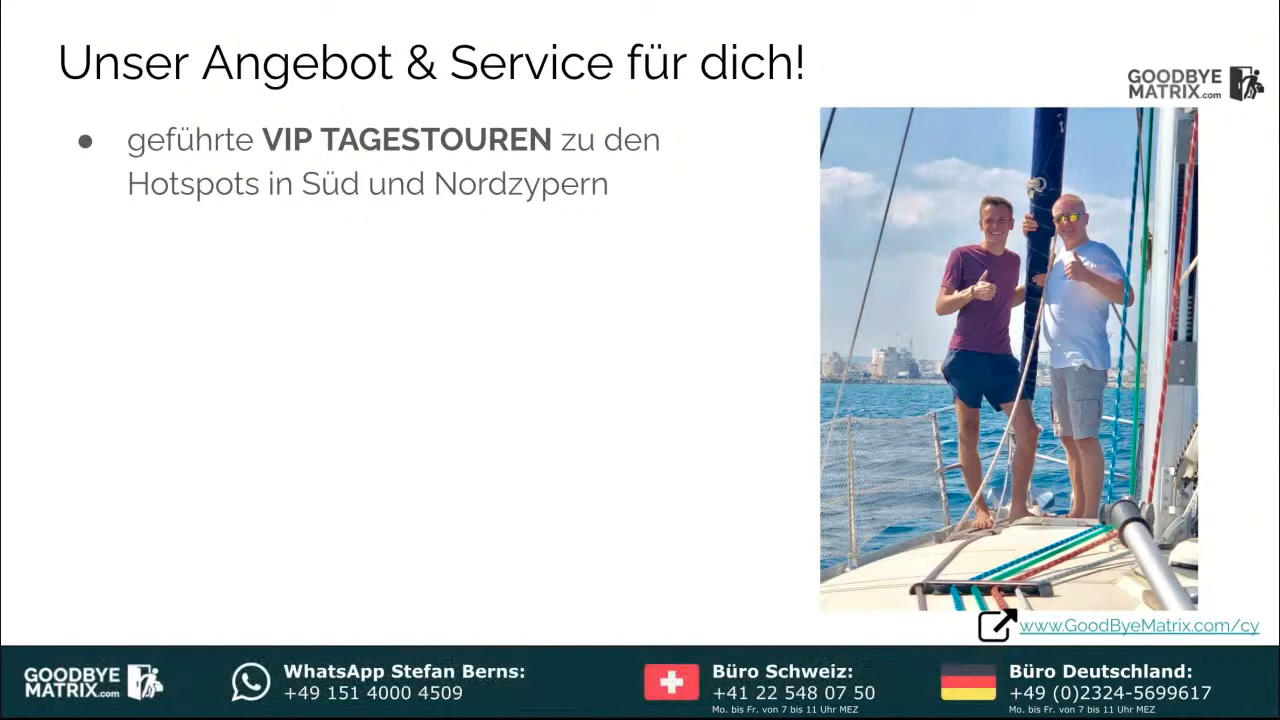 Unser Angebot & Service für dich!
GOODBYE
MATRIX.com
● geführte VIP TAGESTOUREN zu den
Hotspots in Süd und Nordzypern
www.GoodByeMatrix.com/cy
GOODBYE
MATRIX.com
WhatsApp Stefan Berns:
+49 151 4000 4509
Büro Schweiz:
+41 22 548 07 50
Mo. bis Fr. von 7 bis 11 Uhr MEZ
Büro Deutschland:
+49 (0)2324-5699617
Mo. bis Fr. von 7 bis 11 Uhr MEZ